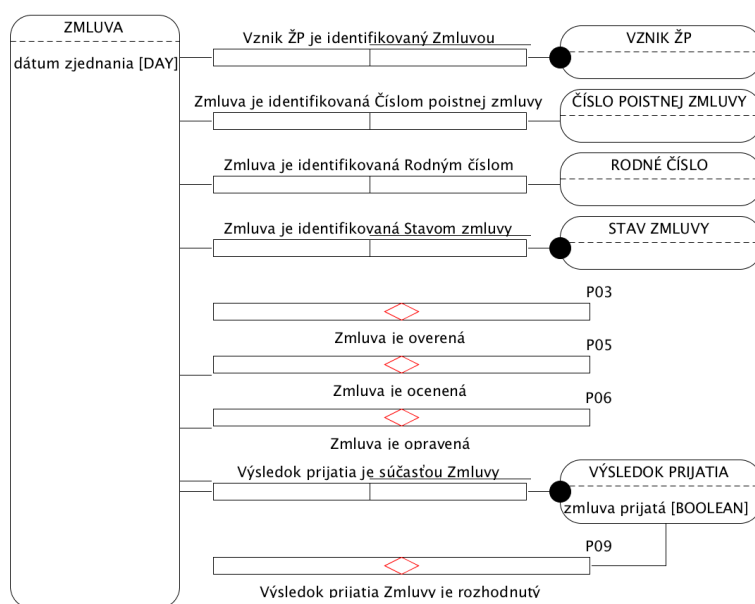 ZMLUVA
dátum zjednania [DAY]
Vznik ŽP je identifikovaný Zmluvou
VZNIK ŽP
Zmluva je identifikovaná Číslom poistnej zmluvy
ČÍSLO POISTNEJ ZMLUVY
Zmluva je identifikovaná Rodným číslom
RODNÉ ČÍSLO
Zmluva je identifikovaná Stavom zmluvy
STAV ZMLUVY
P03
Zmluva je overená
P05
Zmluva je ocenená
P06
Zmluva je opravená
Výsledok prijatia je súčasťou Zmluvy
VÝSLEDOK PRIJATIA
zmluva prijatá [BOOLEAN]
P09
Výsledok prijatia Zmluvy je rozhodnutý